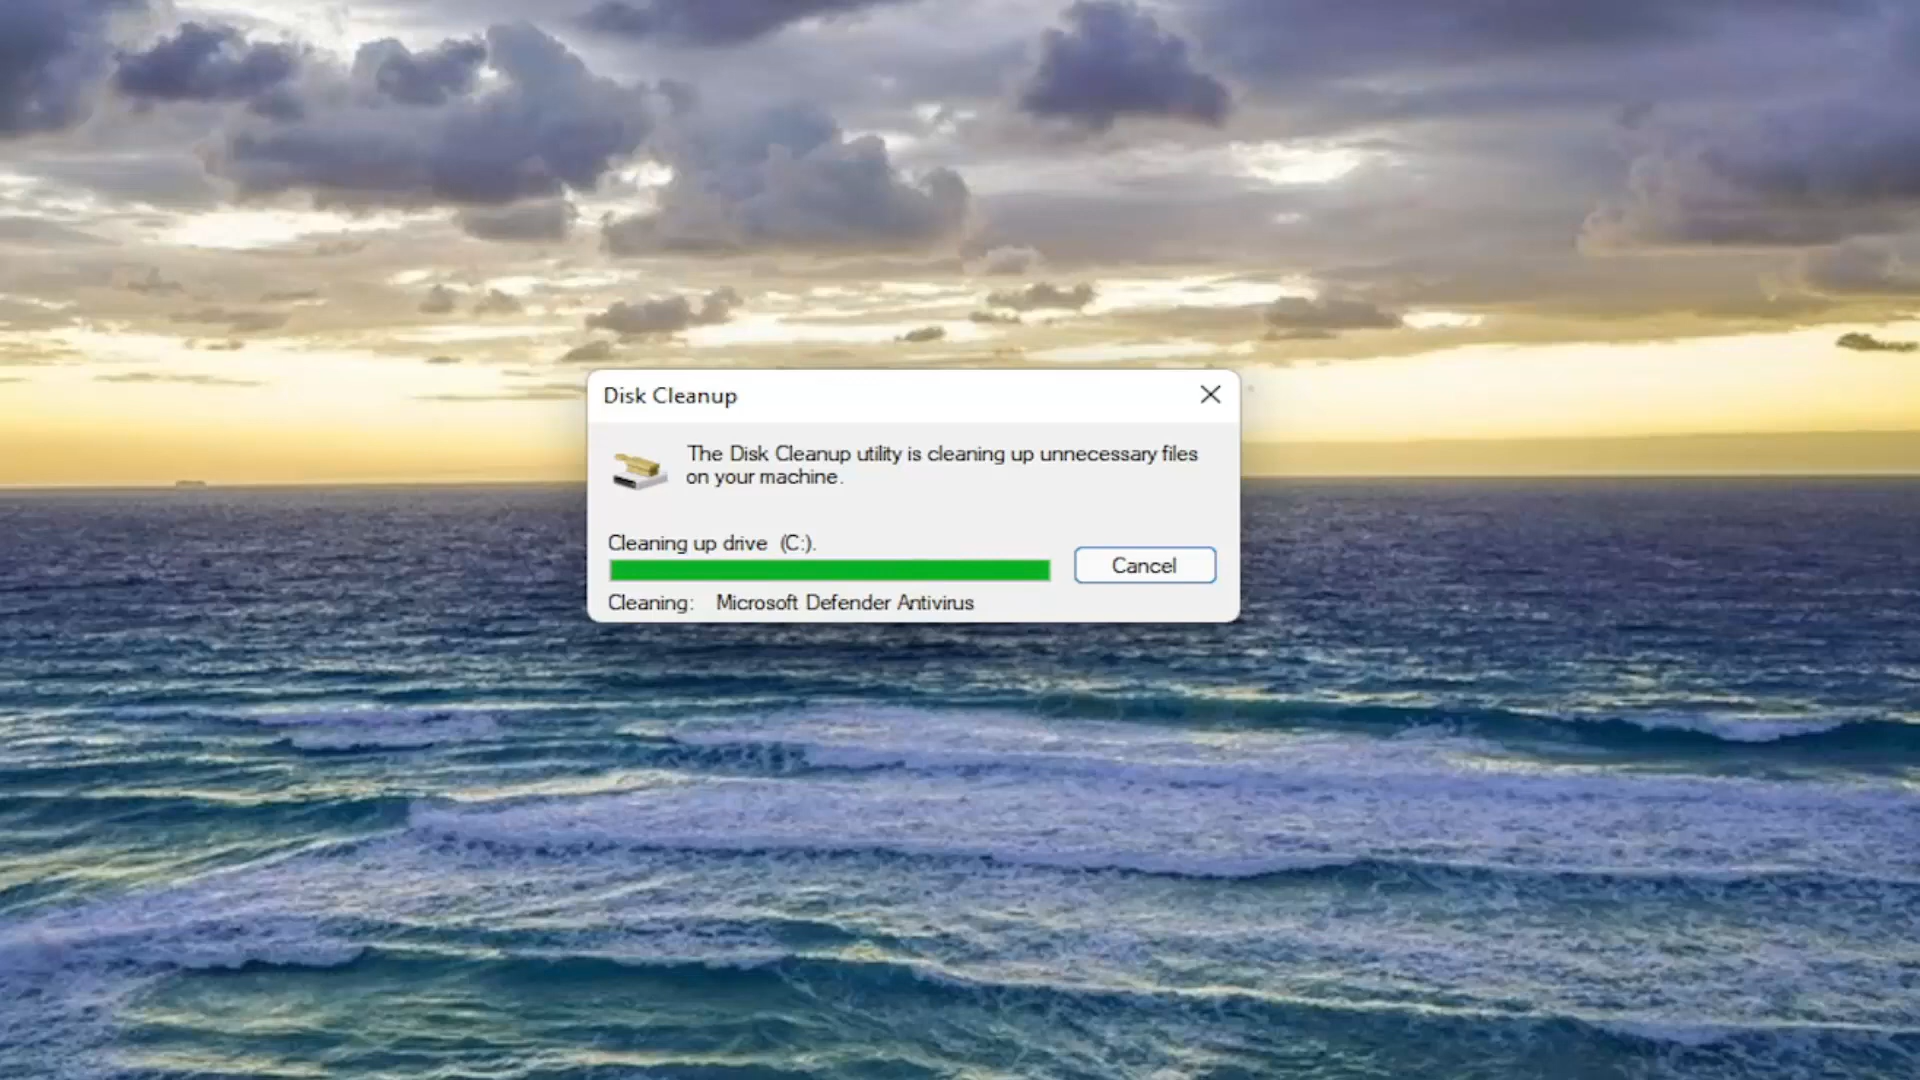 Disk Cleanup
The Disk Cleanup utility is cleaning up unnecessary files
on your machine.
Cleaning up drive  (C:).
Cancel
Cleaning:   Microsoft Defender Antivirus